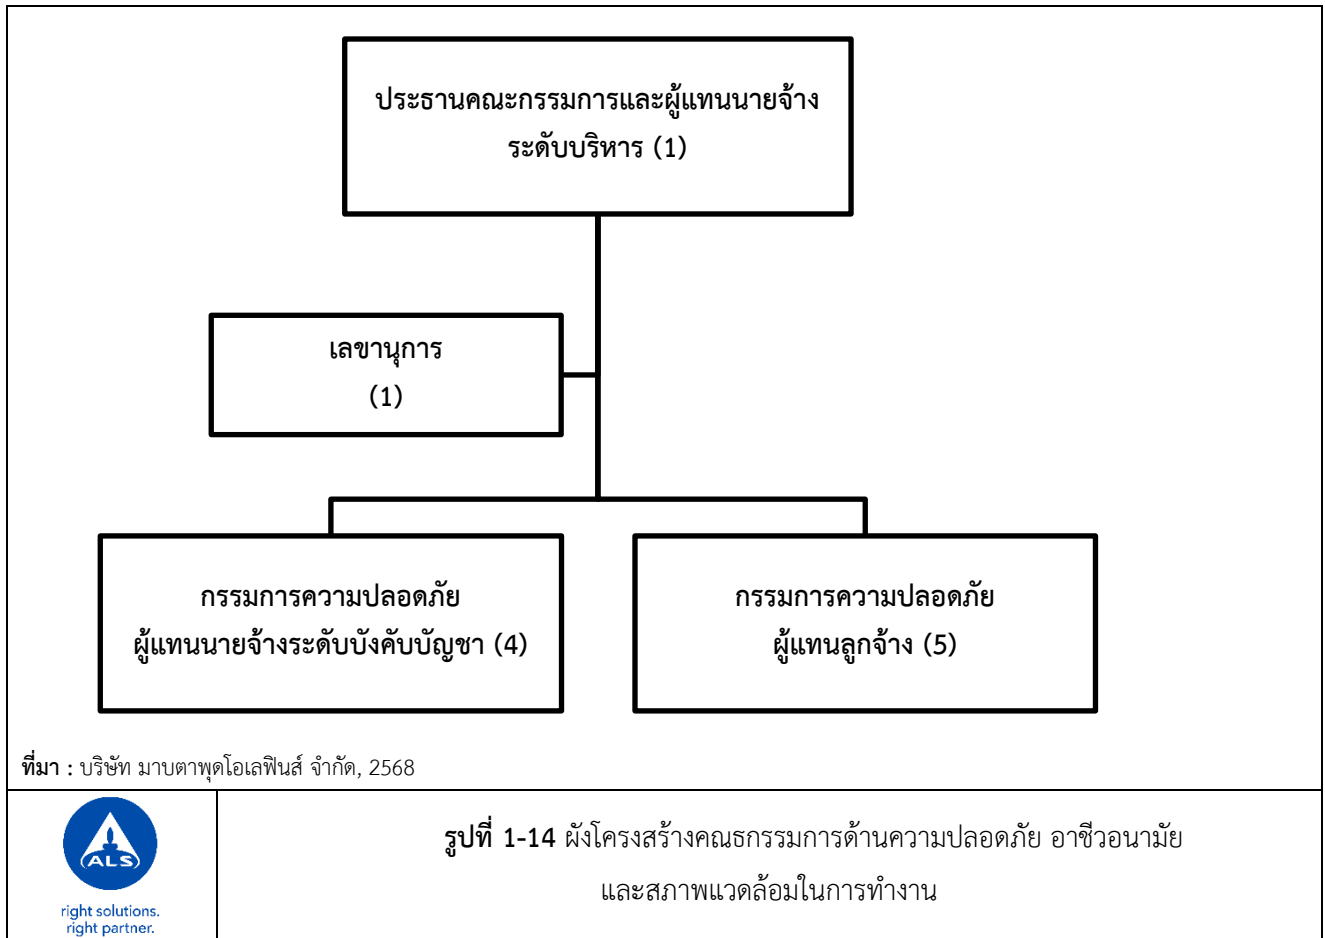 ประธานคณะกรรมการและผู้แทนนายจ้าง
ระดับบริหาร (1)
เลขานุการ
(1)
กรรมการความปลอดภัย
ผู้แทนนายจ้างระดับบังคับบัญชา (4)
กรรมการความปลอดภัย
ผู้แทนลูกจ้าง (5)
ที่มา : บริษัท มาบตาพุดโอเลฟินส์ จำกัด, 2568
ALS
right solutions.
right partner.
รูปที่ 1-14 ผังโครงสร้างคณธกรรมการด้านความปลอดภัย อาชีวอนามัย
และสภาพแวดล้อมในการทำงาน